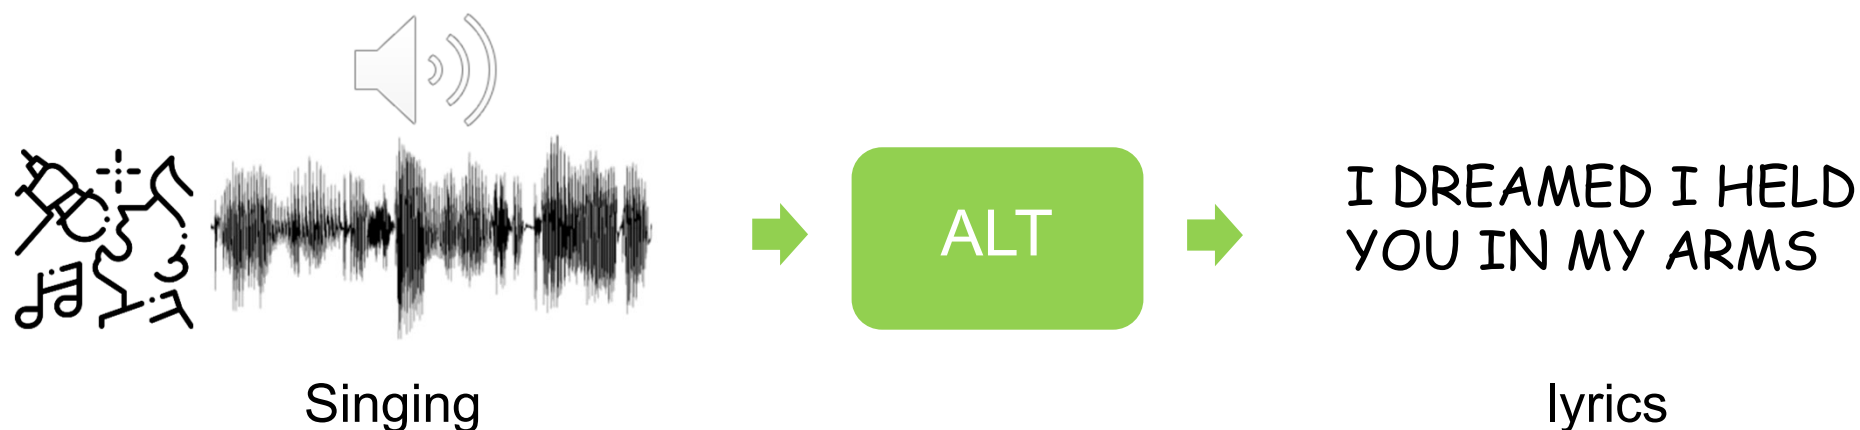 ALT
I DREAMED I HELD
YOU IN MY ARMS
Singing
lyrics